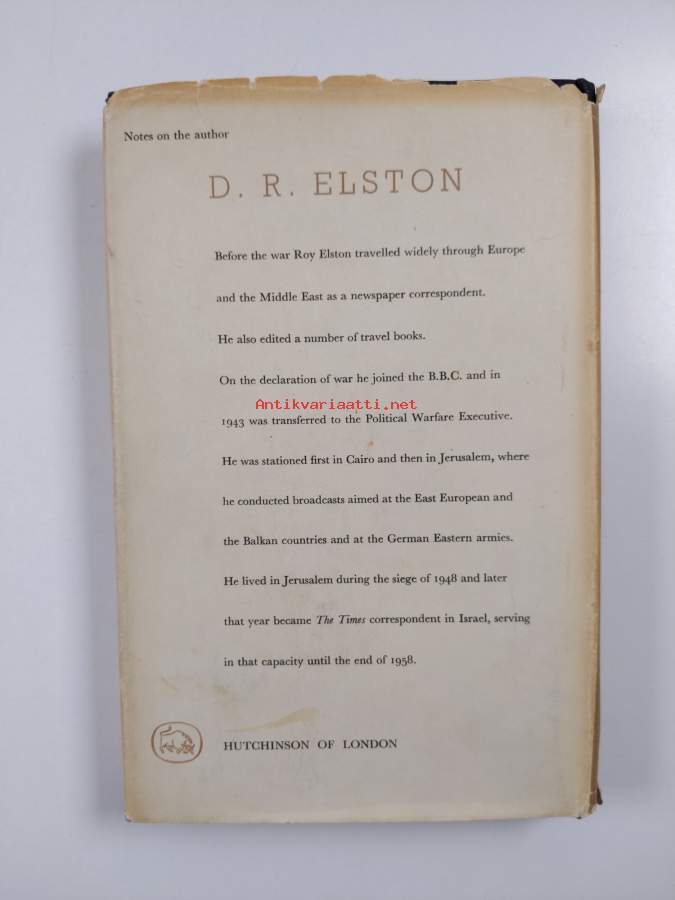 Notes on the author
D. R. ELSTON
Before the war Roy Elston travelled widely through Europe
and the Middle East as a newspaper correspondent.
He also edited a number of travel books.
On the declaration of war he joined the B.B.C. and in
Antikvariaatti.net
1943 was transferred to the Political Warfare Executive.
He was stationed first in Cairo and then in Jerusalem, where
he conducted broadcasts aimed at the East European and
the Balkan countries and at the German Eastern armies.
He lived in Jerusalem during the siege of 1948 and later
that year became The Times correspondent in Israel, serving
in that capacity until the end of 1958.
HUTCHINSON OF LONDON